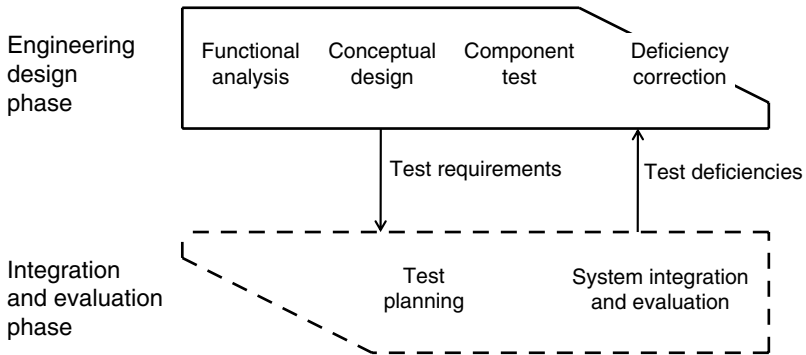 Engineering
design
phase
Functional
analysis
Conceptual
design
Component
test
Deficiency
correction
Test requirements
Test deficiencies
Integration
and evaluation
phase
Test
planning
System integration
and evaluation